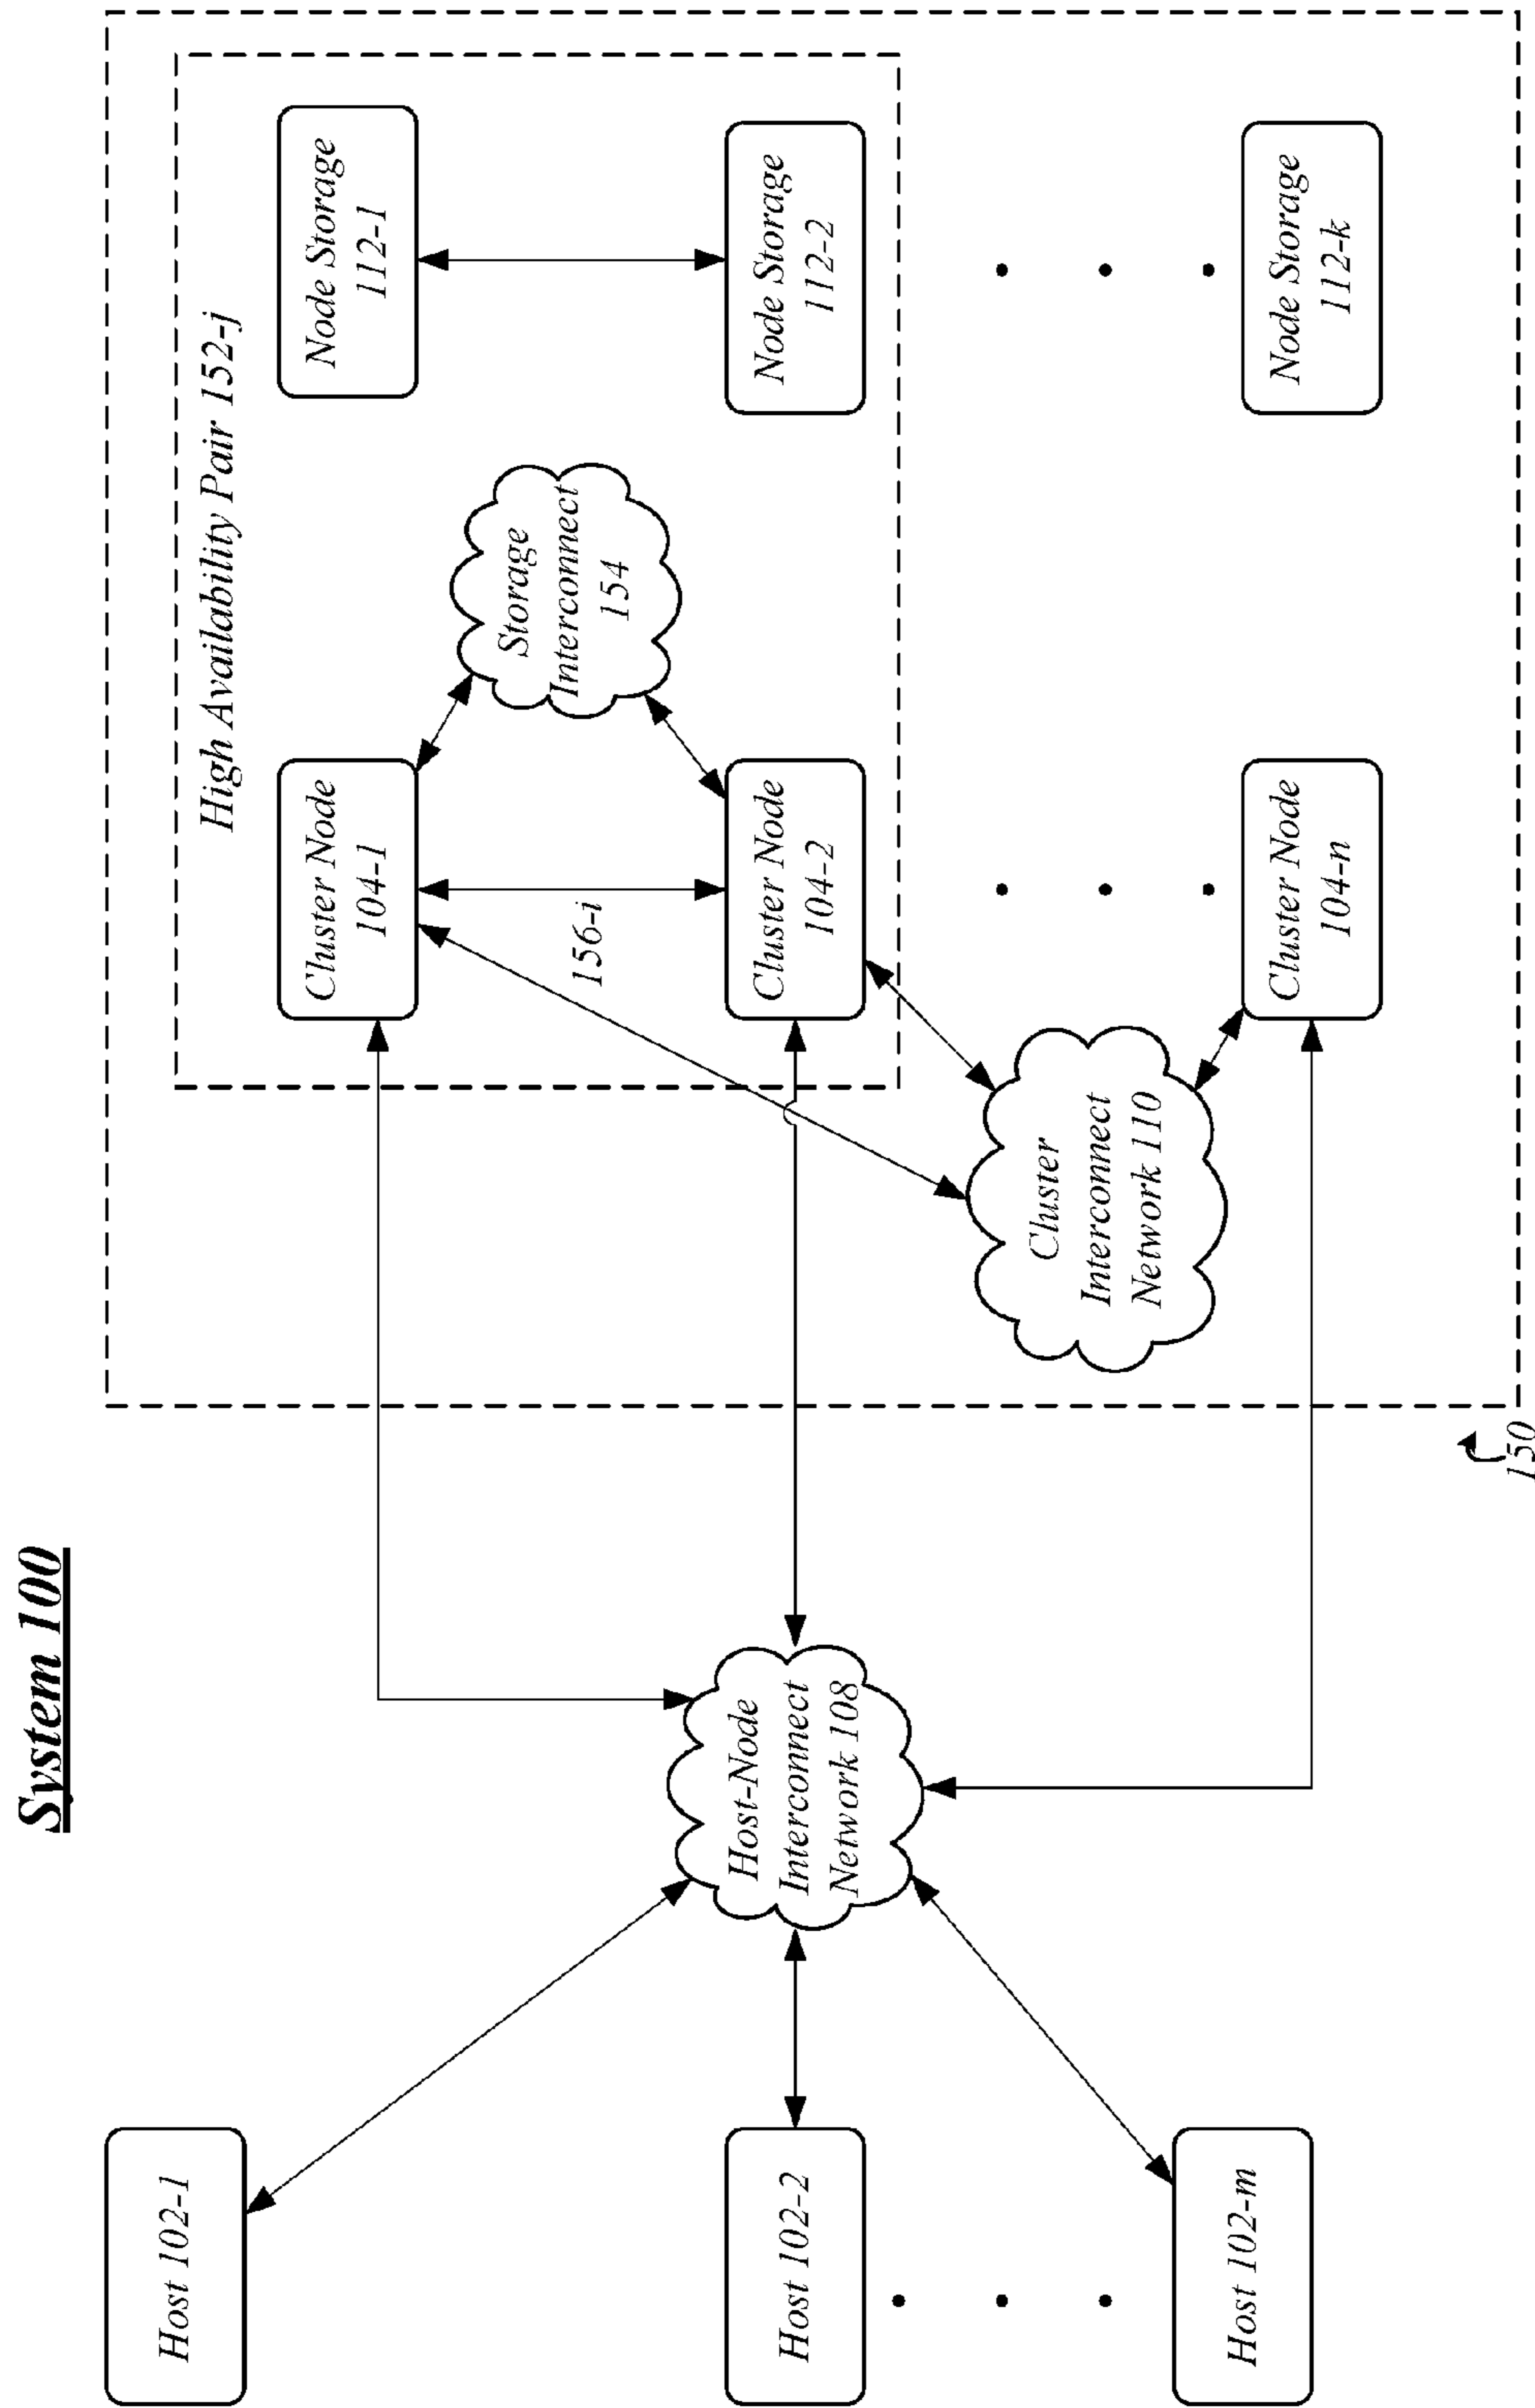 System 100
High Availability Pair 152-j
Host 102-1
Cluster Node
104-1
Node Storage
112-1
Storage
Interconnect
154
156-i
Host 102-2
Host-Node
Interconnect
Network 108
Cluster Node
104-2
Node Storage
112-2
Cluster
Interconnect
Network 110
Host 102-m
Cluster Node
104-n
Node Storage
112-k
150